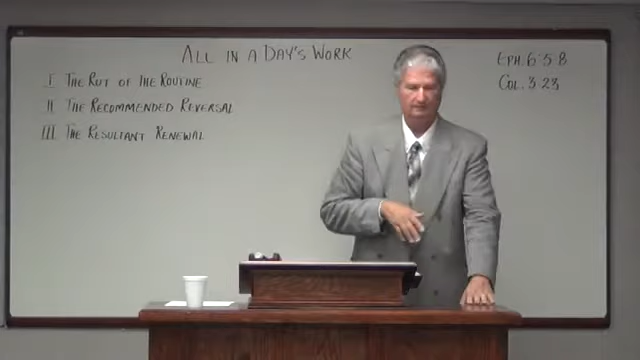 ALL IN A DAY'S WORK
I THE RUT OF THE ROUTINE
II THE RECOMMENDED REVERSAL
III THE RESULTANT RENEWAL
EPH. 6:5-8
COL. 3:23